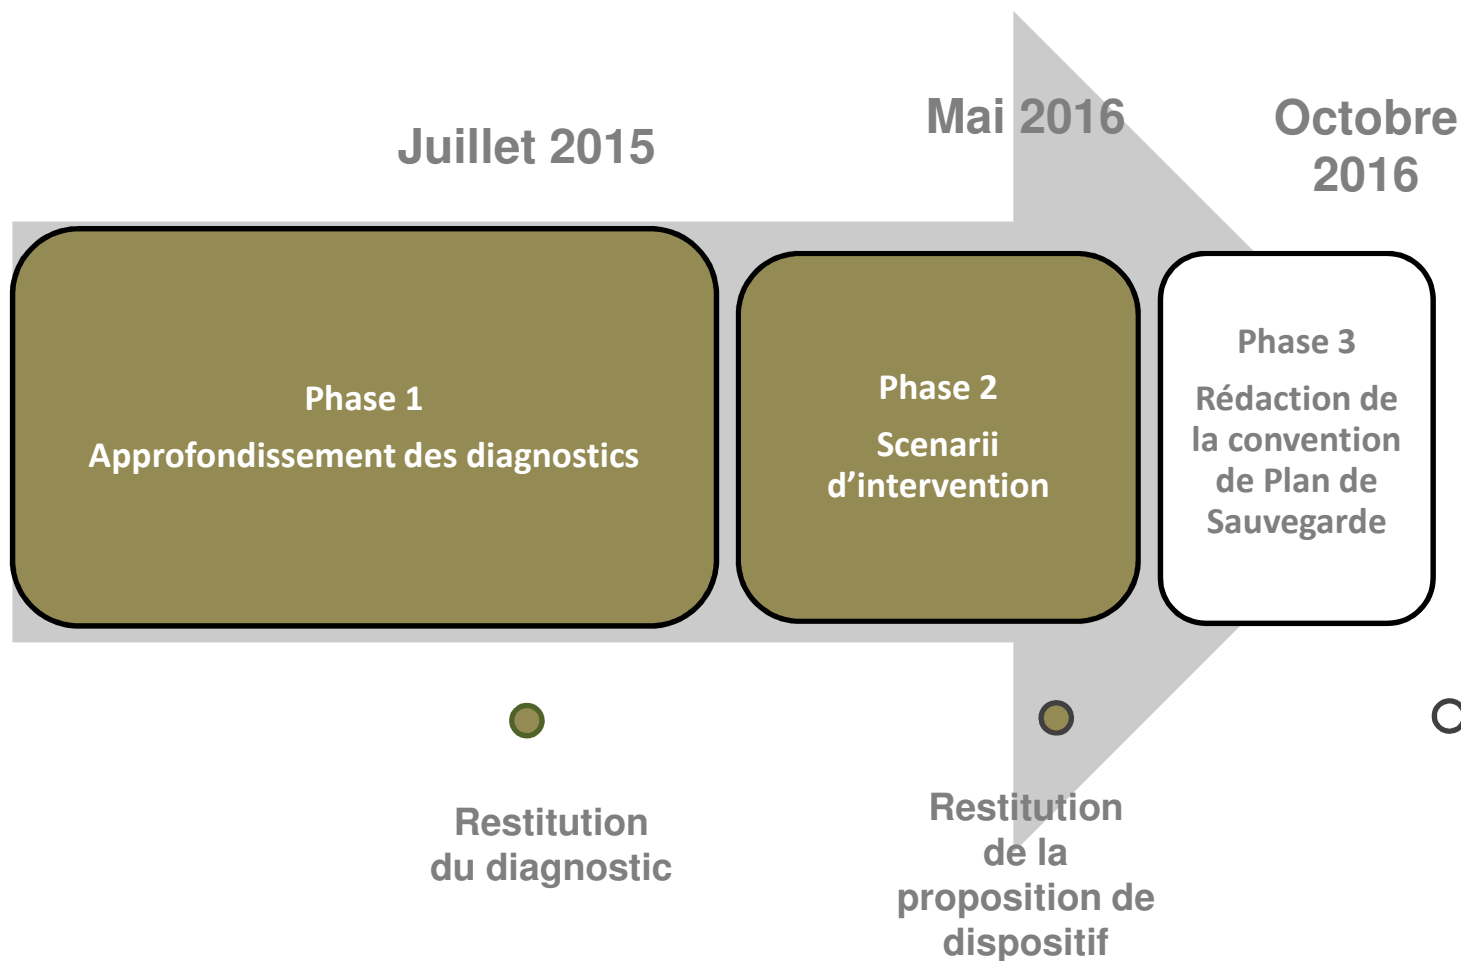 Juillet 2015
Mai 2016
Octobre
2016
Phase 1
Approfondissement des diagnostics
Phase 2
Scenarii
d’intervention
Phase 3
Rédaction de
la convention
de Plan de
Sauvegarde
Restitution
du diagnostic
Restitution
de la
proposition de
dispositif